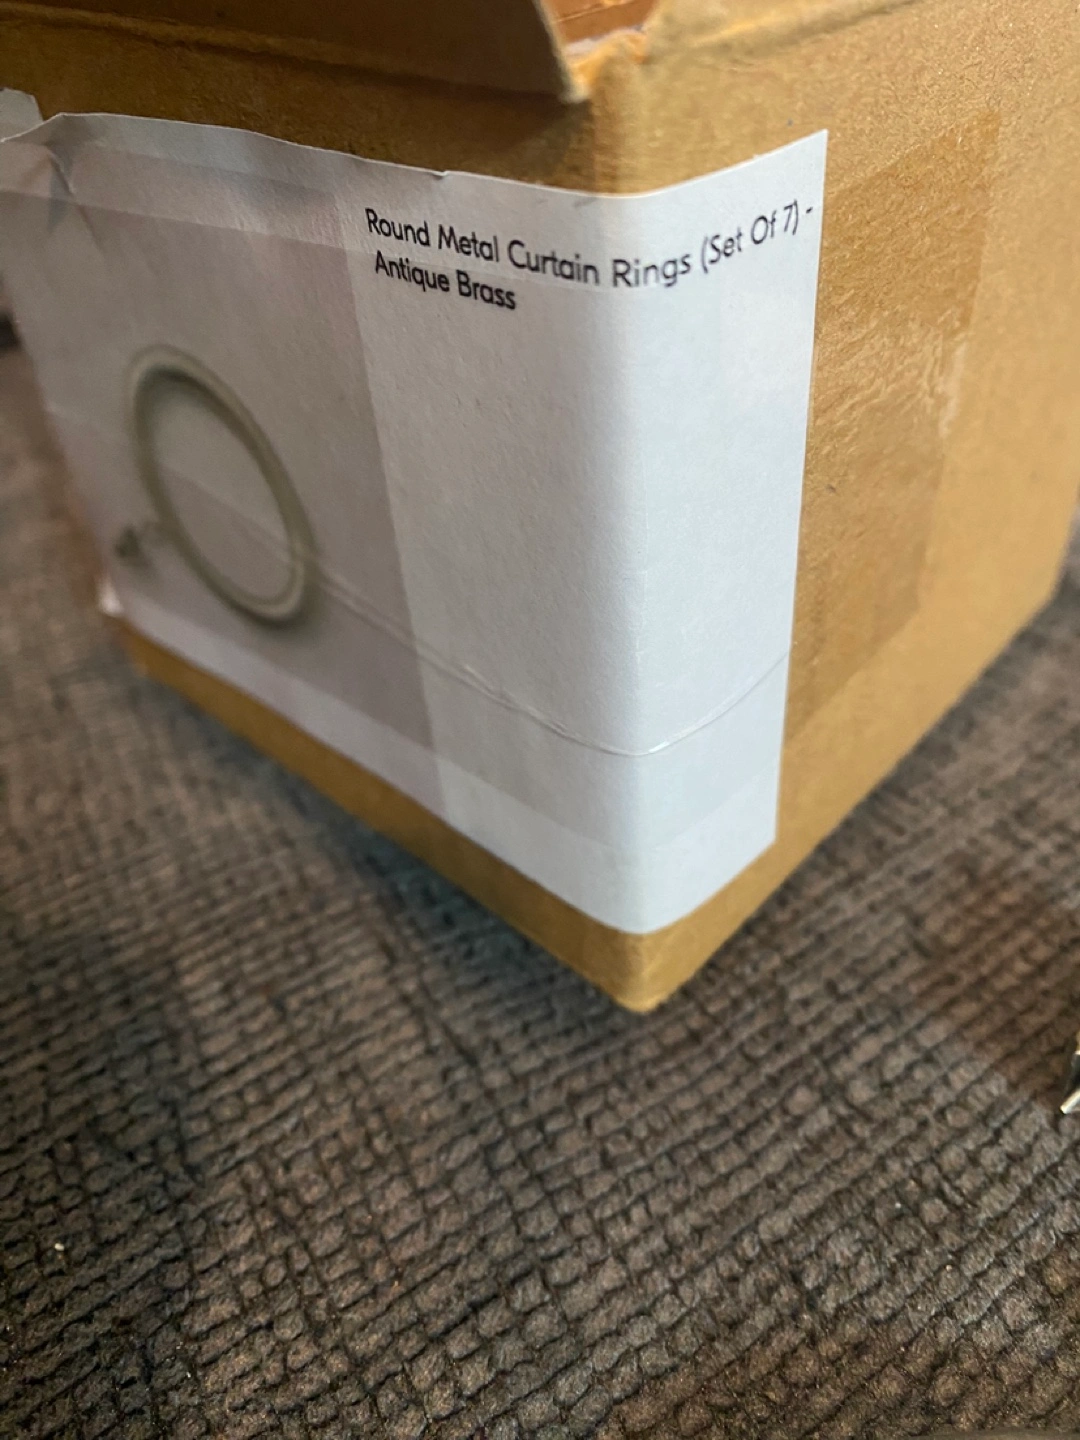 Round Metal Curtain Rings (Set Of 7) -
Antique Brass